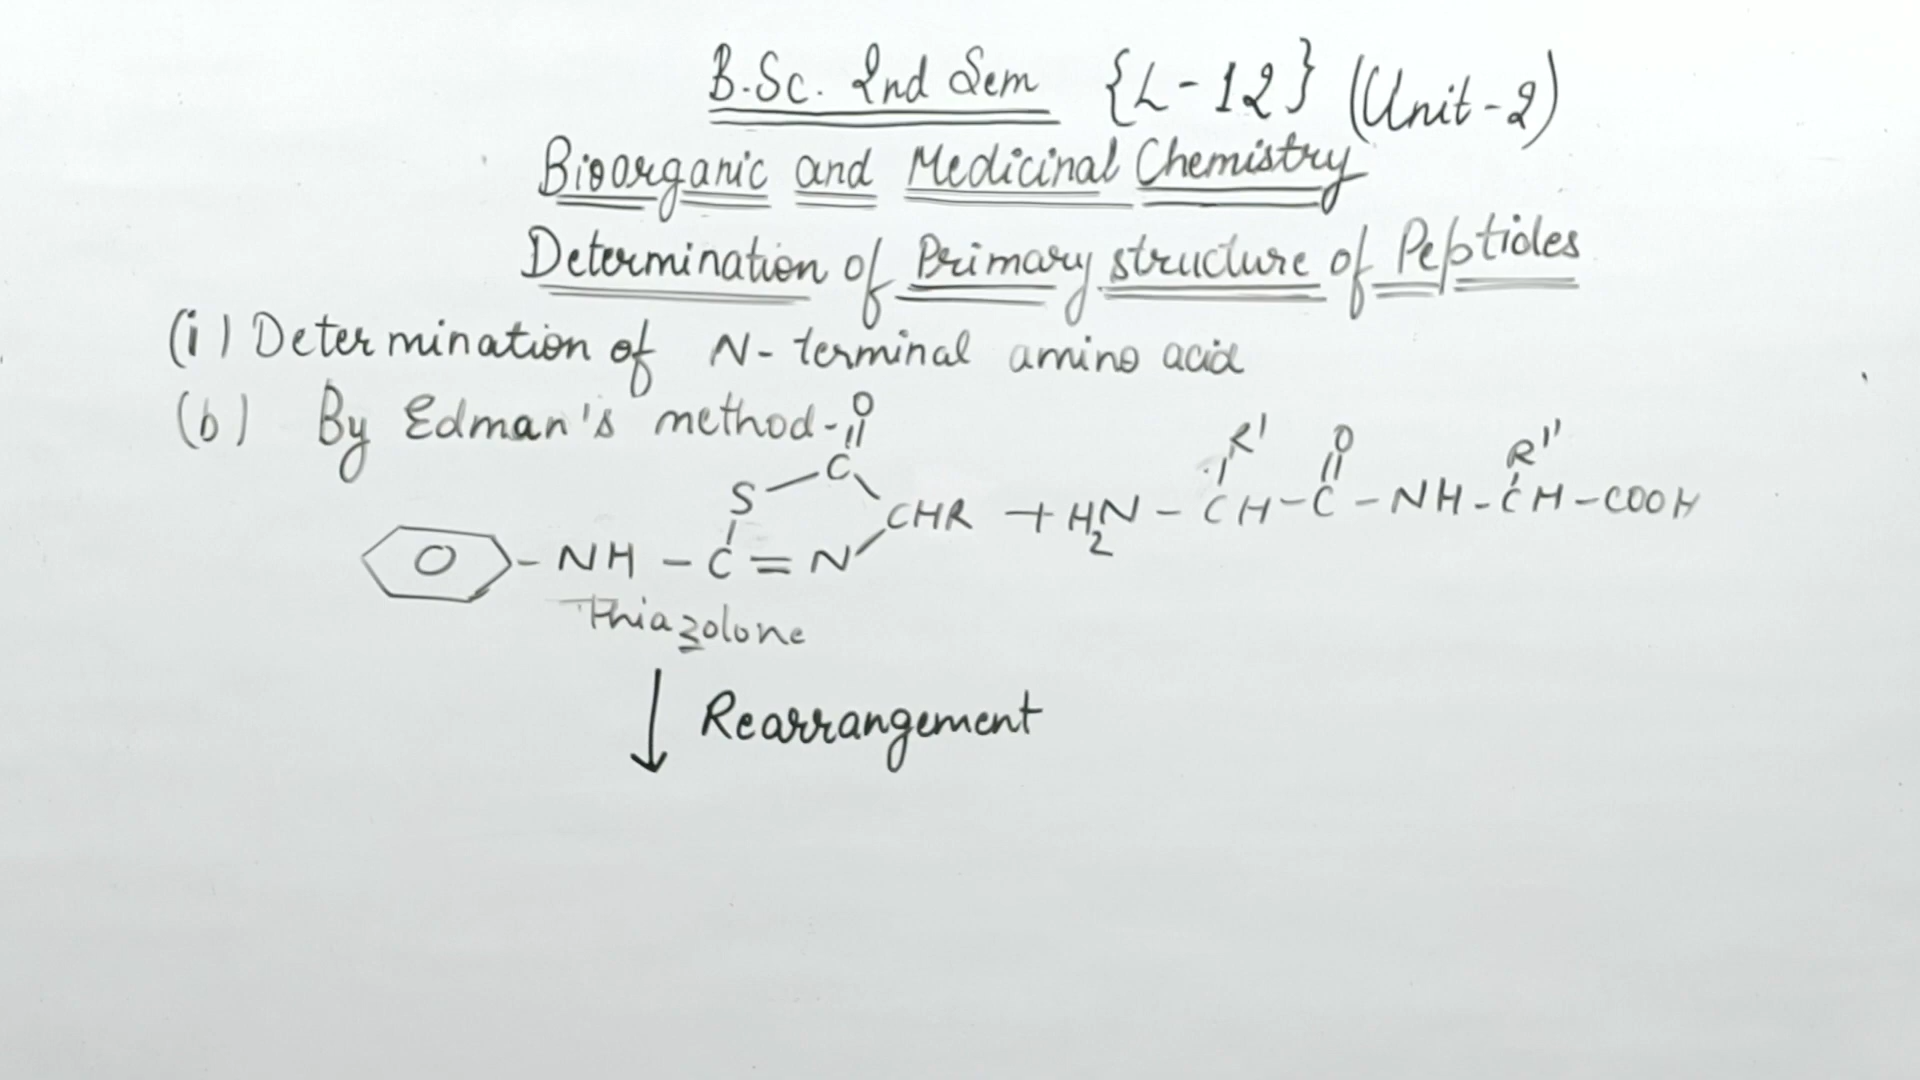 B.Sc. 2nd Sem {L-12} (Unit-2)
Bioorganic and Medicinal Chemistry
Determination of Primary structure of Peptides
(i) Determination of N-terminal amino acid
(b) By Edman's method-
O
R' O R''
S C
CHR + H2N - CH - C - NH - CH - COOH
NH - C = N
thiazolone
Rearrangement